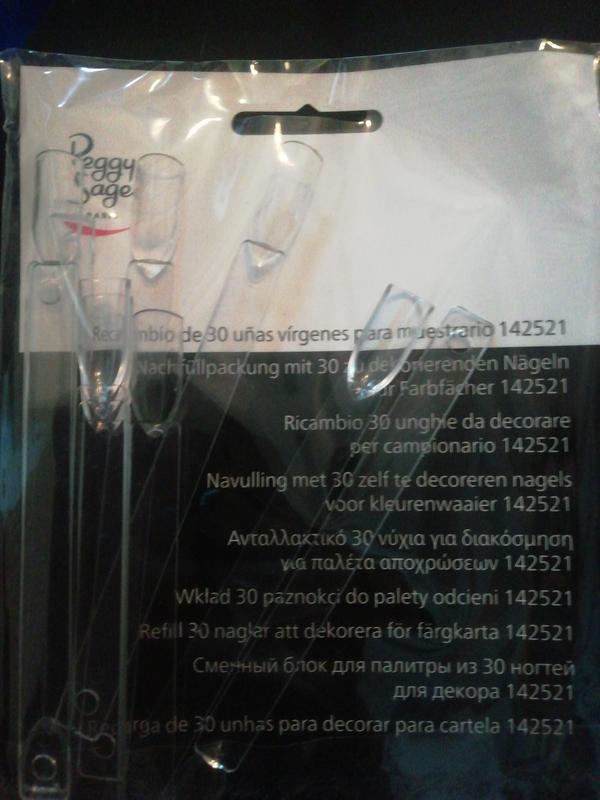 Peggy
Sage
PARIS
Recambio de 30 uñas vírgenes para muestrario 142521
Nachfüllpackung mit 30 zu dekorierenden Nägeln
für Farbfächer 142521
Ricambio 30 unghie da decorare
per campionario 142521
Navulling met 30 zelf te decoreren nagels
voor kleurenwaaier 142521
Ανταλλακτικό 30 νύχια για διακόσμηση
για παλέτα αποχρώσεων 142521
Wkład 30 paznokci do palety odcieni 142521
Refill 30 naglar att dekorera för färgkarta 142521
Сменный блок для палитры из 30 ногтей
для декора 142521
Recarga de 30 unhas para decorar para cartela 142521